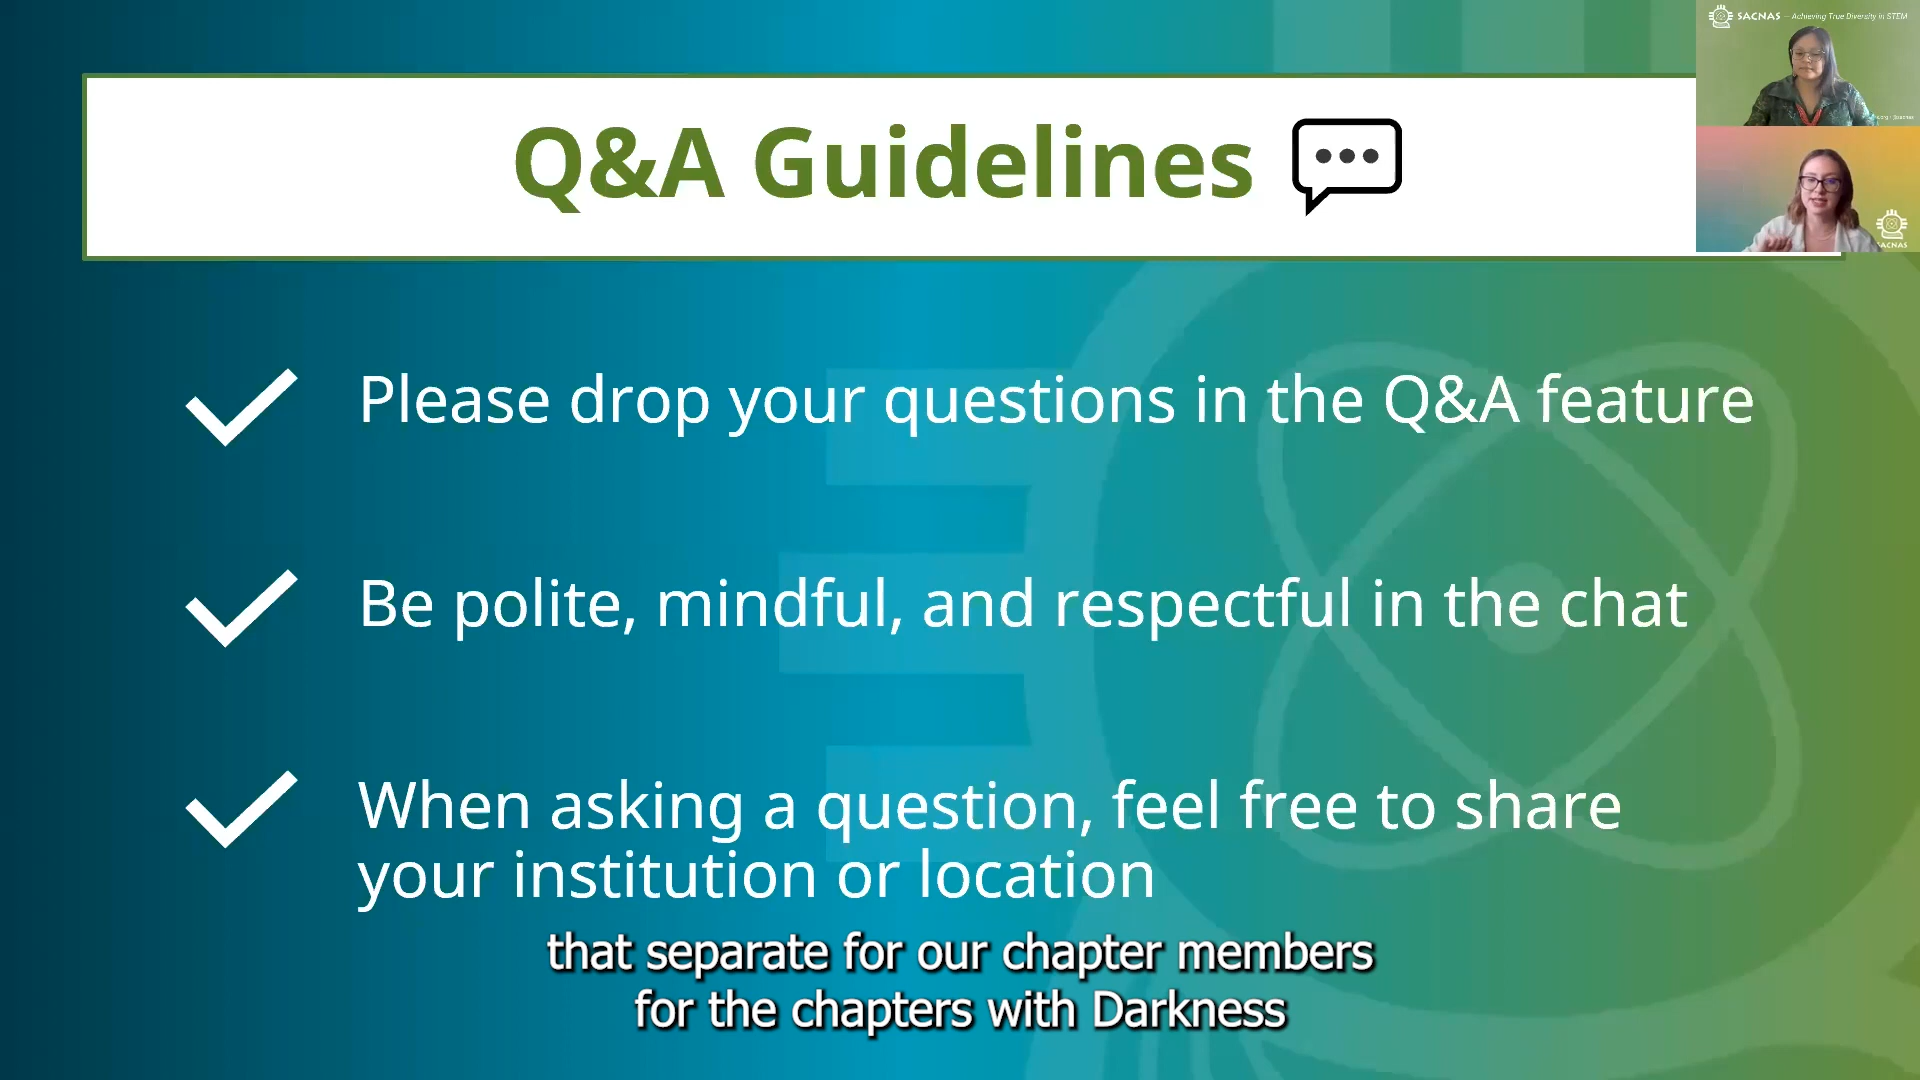 SACNAS – Achieving True Diversity in STEM
Q&A Guidelines
SACNAS
Please drop your questions in the Q&A feature
Be polite, mindful, and respectful in the chat
When asking a question, feel free to share
your institution or location
that separate for our chapter members
for the chapters with Darkness